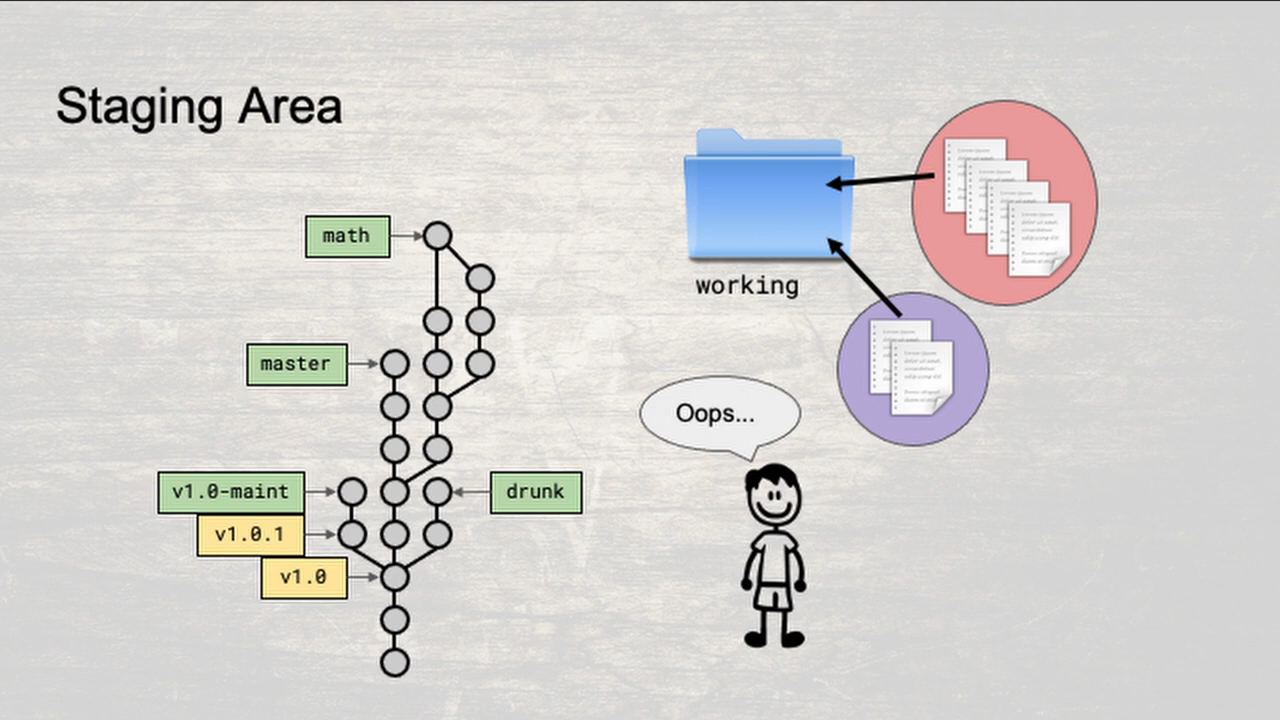 Staging Area
math
master
v1.0-maint
v1.0.1
v1.0
drunk
working
Oops...